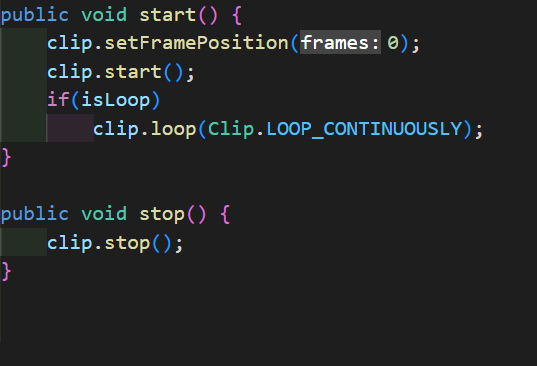 public void start() {
    clip.setFramePosition(frames: 0);
    clip.start();
    if(isLoop)
        clip.loop(Clip.LOOP_CONTINUOUSLY);
}

public void stop() {
    clip.stop();
}